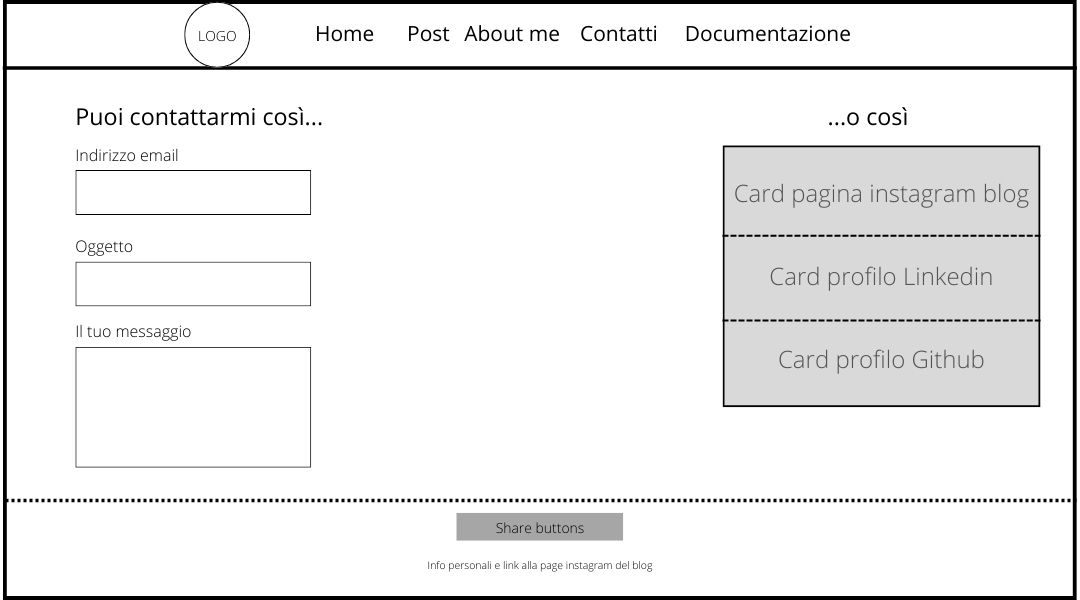 LOGO
Home Post About me Contatti Documentazione
Puoi contattarmi così...
Indirizzo email
Oggetto
Il tuo messaggio
...o così
Card pagina instagram blog
Card profilo Linkedin
Card profilo Github
Share buttons
Info personali e link alla page instagram del blog